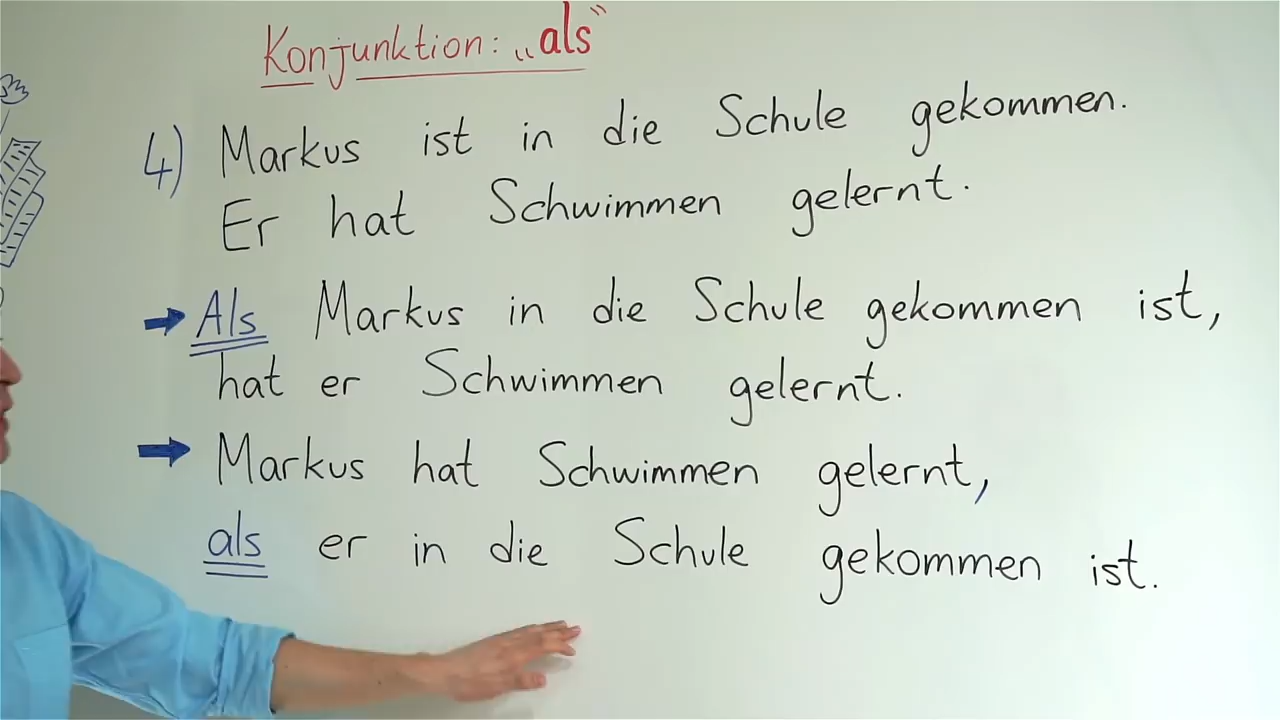 Konjunktion: „als“
4) Markus ist in die Schule gekommen.
Er hat Schwimmen gelernt.
→ Als Markus in die Schule gekommen ist,
hat er Schwimmen gelernt.
→ Markus hat Schwimmen gelernt,
als er in die Schule gekommen ist.